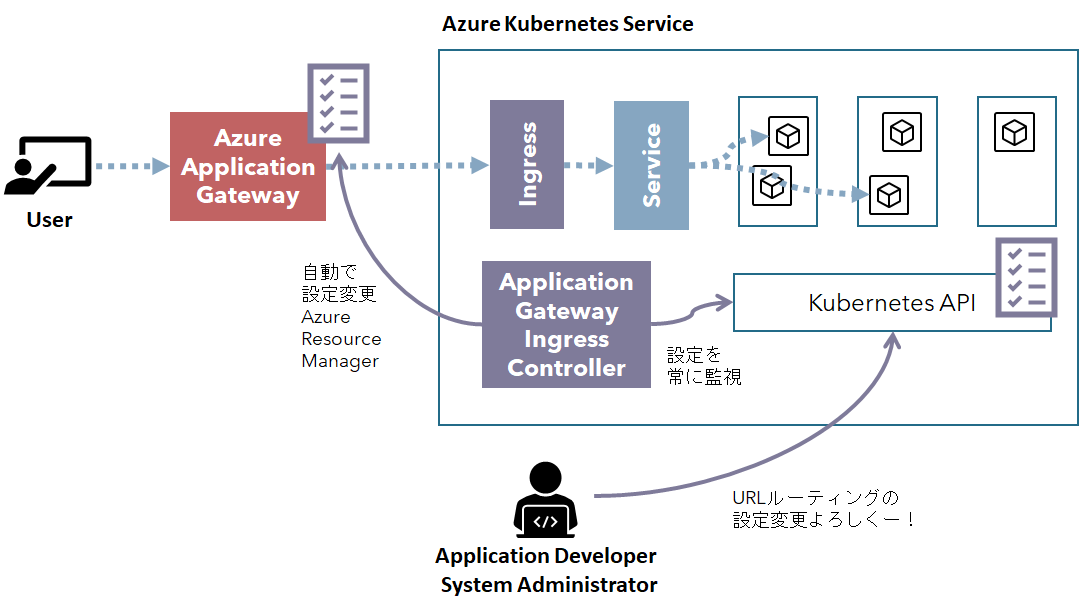 Azure Kubernetes Service
Azure
Application
Gateway
User
Ingress
Service
自動で
設定変更
Azure
Resource
Manager
Application
Gateway
Ingress
Controller
設定を
常に監視
Kubernetes API
URLルーティングの
設定変更よろしくー！
Application Developer
System Administrator